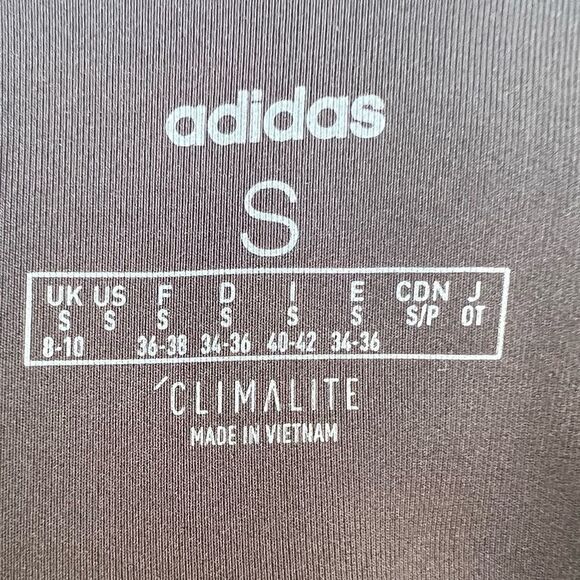 adidas
S
UK US F D I E CDN J
S S S S S S S/P OT
8-10 36-38 34-36 40-42 34-36
´CLIMALITE
MADE IN VIETNAM